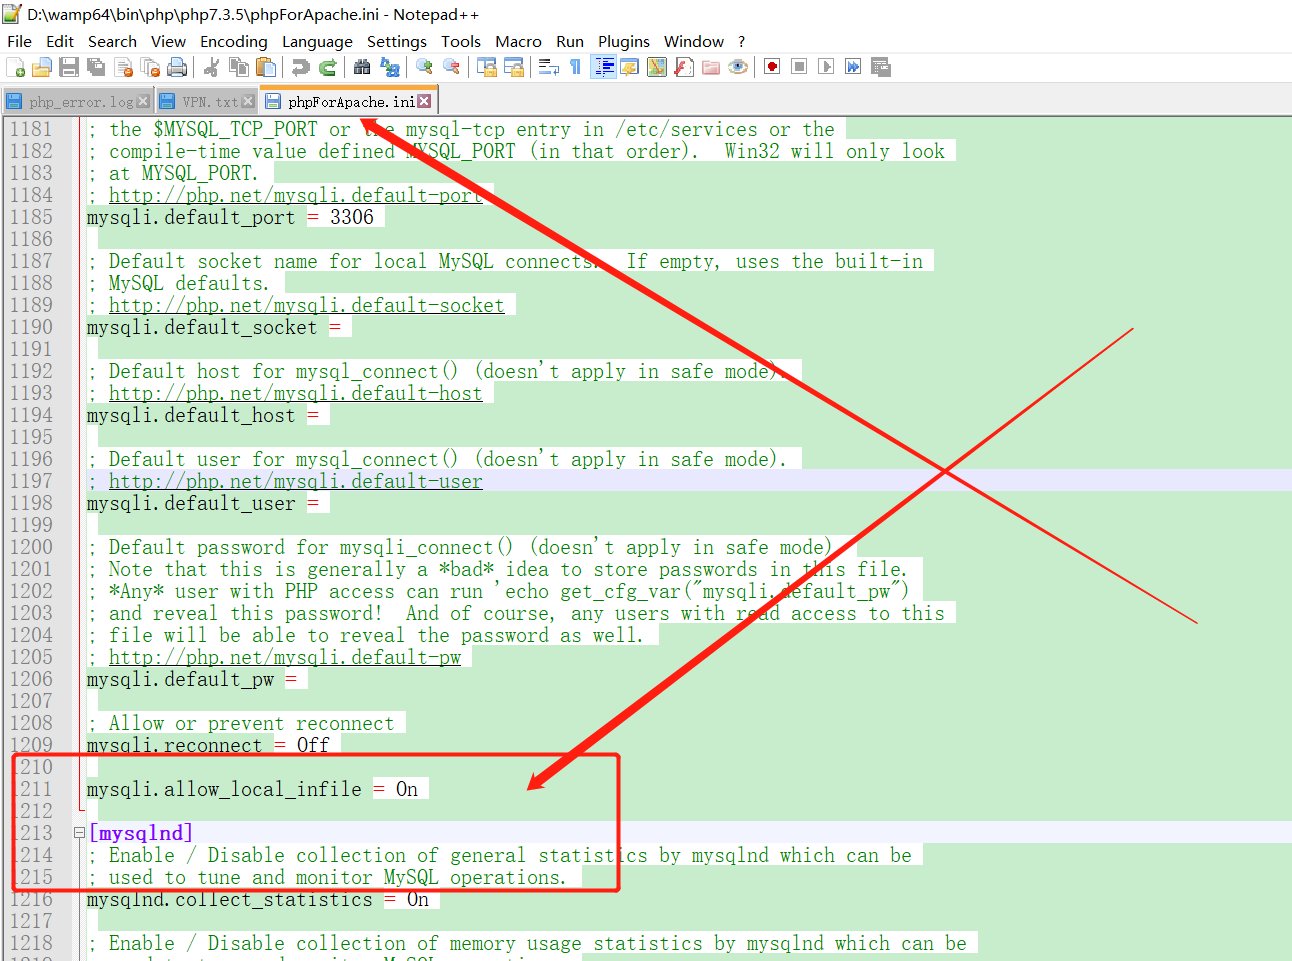 D:\wamp64\bin\php\php7.3.5\phpForApache.ini - Notepad++
File Edit Search View Encoding Language Settings Tools Macro Run Plugins Window ?
php_error.log VPN.txt phpForApache.ini
1181 ; the $MYSQL_TCP_PORT or the mysql-tcp entry in /etc/services or the
1182 ; compile-time value defined MYSQL_PORT (in that order).  Win32 will only look
1183 ; at MYSQL_PORT.
1184 ; http://php.net/mysqli.default-port
1185 mysqli.default_port = 3306
1186
1187 ; Default socket name for local MySQL connects.  If empty, uses the built-in
1188 ; MySQL defaults.
1189 ; http://php.net/mysqli.default-socket
1190 mysqli.default_socket =
1191
1192 ; Default host for mysql_connect() (doesn't apply in safe mode).
1193 ; http://php.net/mysqli.default-host
1194 mysqli.default_host =
1195
1196 ; Default user for mysql_connect() (doesn't apply in safe mode).
1197 ; http://php.net/mysqli.default-user
1198 mysqli.default_user =
1199
1200 ; Default password for mysqli_connect() (doesn't apply in safe mode)
1201 ; Note that this is generally a *bad* idea to store passwords in this file.
1202 ; *Any* user with PHP access can run 'echo get_cfg_var("mysqli.default_pw")
1203 ; and reveal this password!  And of course, any users with read access to this
1204 ; file will be able to reveal the password as well.
1205 ; http://php.net/mysqli.default-pw
1206 mysqli.default_pw =
1207
1208 ; Allow or prevent reconnect
1209 mysqli.reconnect = Off
1210
1211 mysqli.allow_local_infile = On
1212
1213 [mysqlnd]
1214 ; Enable / Disable collection of general statistics by mysqlnd which can be
1215 ; used to tune and monitor MySQL operations.
1216 mysqlnd.collect_statistics = On
1217
1218 ; Enable / Disable collection of memory usage statistics by mysqlnd which can be